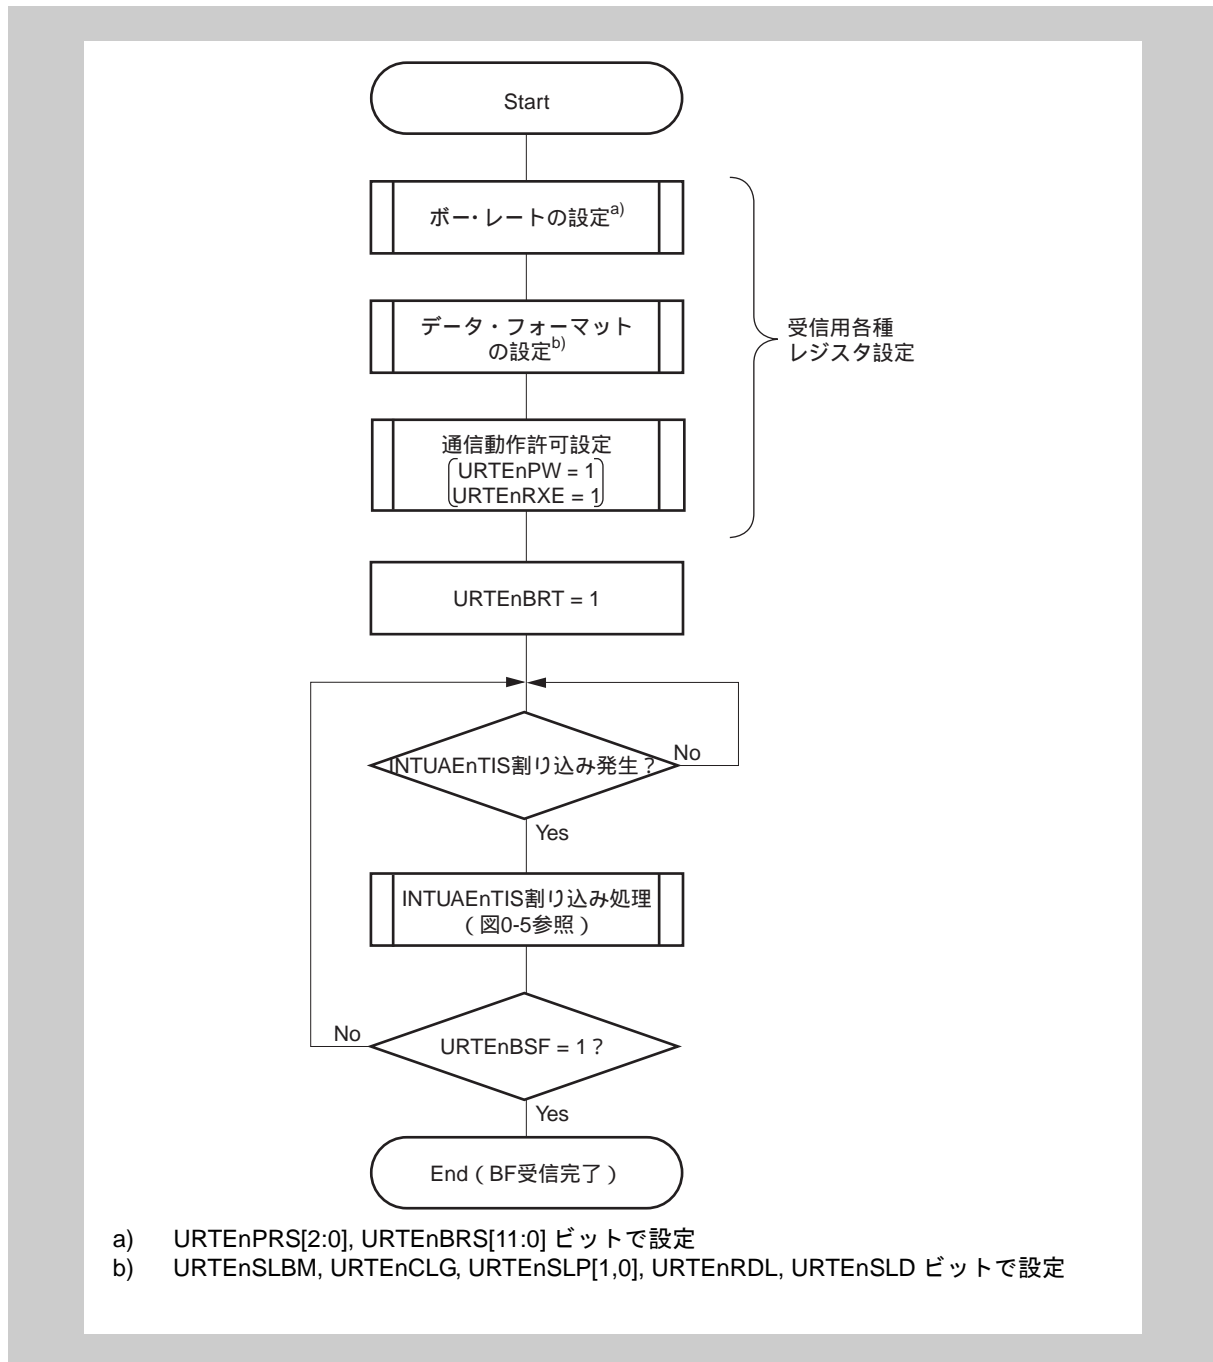 Start
ボー・レートの設定a)
データ・フォーマット
の設定b)
通信動作許可設定
URTEnPW = 1
URTEnRXE = 1
受信用各種
レジスタ設定
URTEnBRT = 1
INTUAEnTIS割り込み発生？
No
Yes
INTUAEnTIS割り込み処理
（図0-5参照）
No
URTEnBSF = 1？
Yes
End（BF受信完了）
a) URTEnPRS[2:0], URTEnBRS[11:0] ビットで設定
b) URTEnSLBM, URTEnCLG, URTEnSLP[1,0], URTEnRDL, URTEnSLD ビットで設定